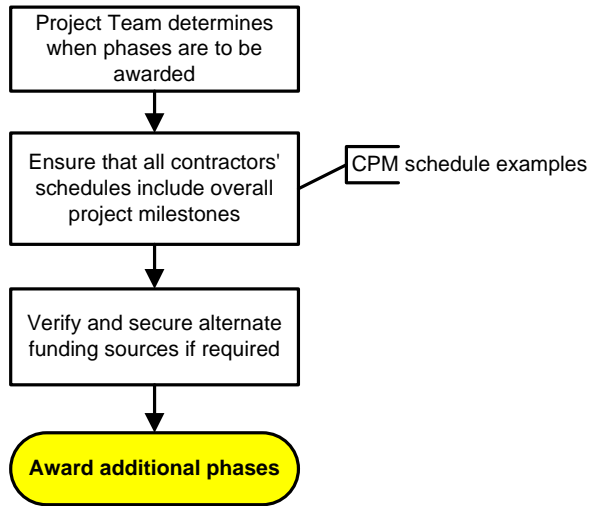 Project Team determines
when phases are to be
awarded
Ensure that all contractors'
schedules include overall
project milestones
CPM schedule examples
Verify and secure alternate
funding sources if required
Award additional phases